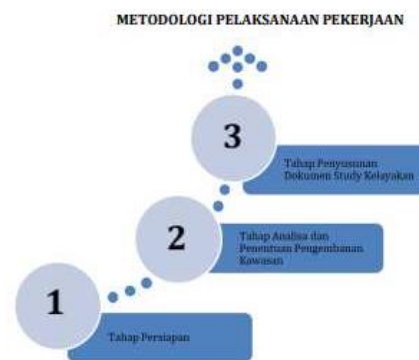 METODOLOGI PELAKSANAAN PEKERJAAN
3
Tahap Penyusunan
Dokumen Study Kelayakan
2
Tahap Analisa dan
Penentuan Pengembanan
Kawasan
1
Tahap Persiapan